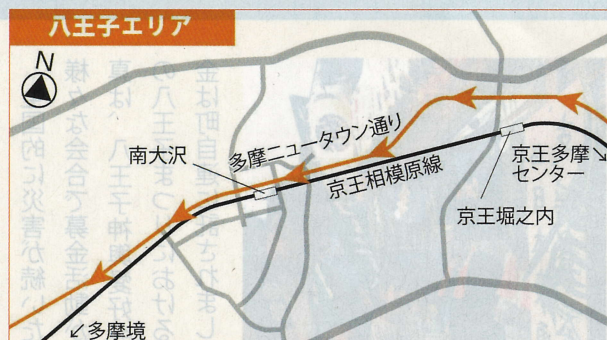 八王子エリア
N
南大沢
多摩ニュータウン通り
京王相模原線
京王多摩↘
センター
京王堀之内
↙多摩境